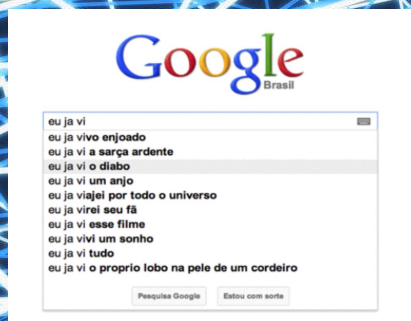 Google
Brasil
eu ja vi
eu ja vivo enjoado
eu ja vi a sarça ardente
eu ja vi o diabo
eu ja vi um anjo
eu ja viajei por todo o universo
eu ja virei seu fã
eu ja vi esse filme
eu ja vivi um sonho
eu ja vi tudo
eu ja vi o proprio lobo na pele de um cordeiro
Pesquisa Google Estou com sorte